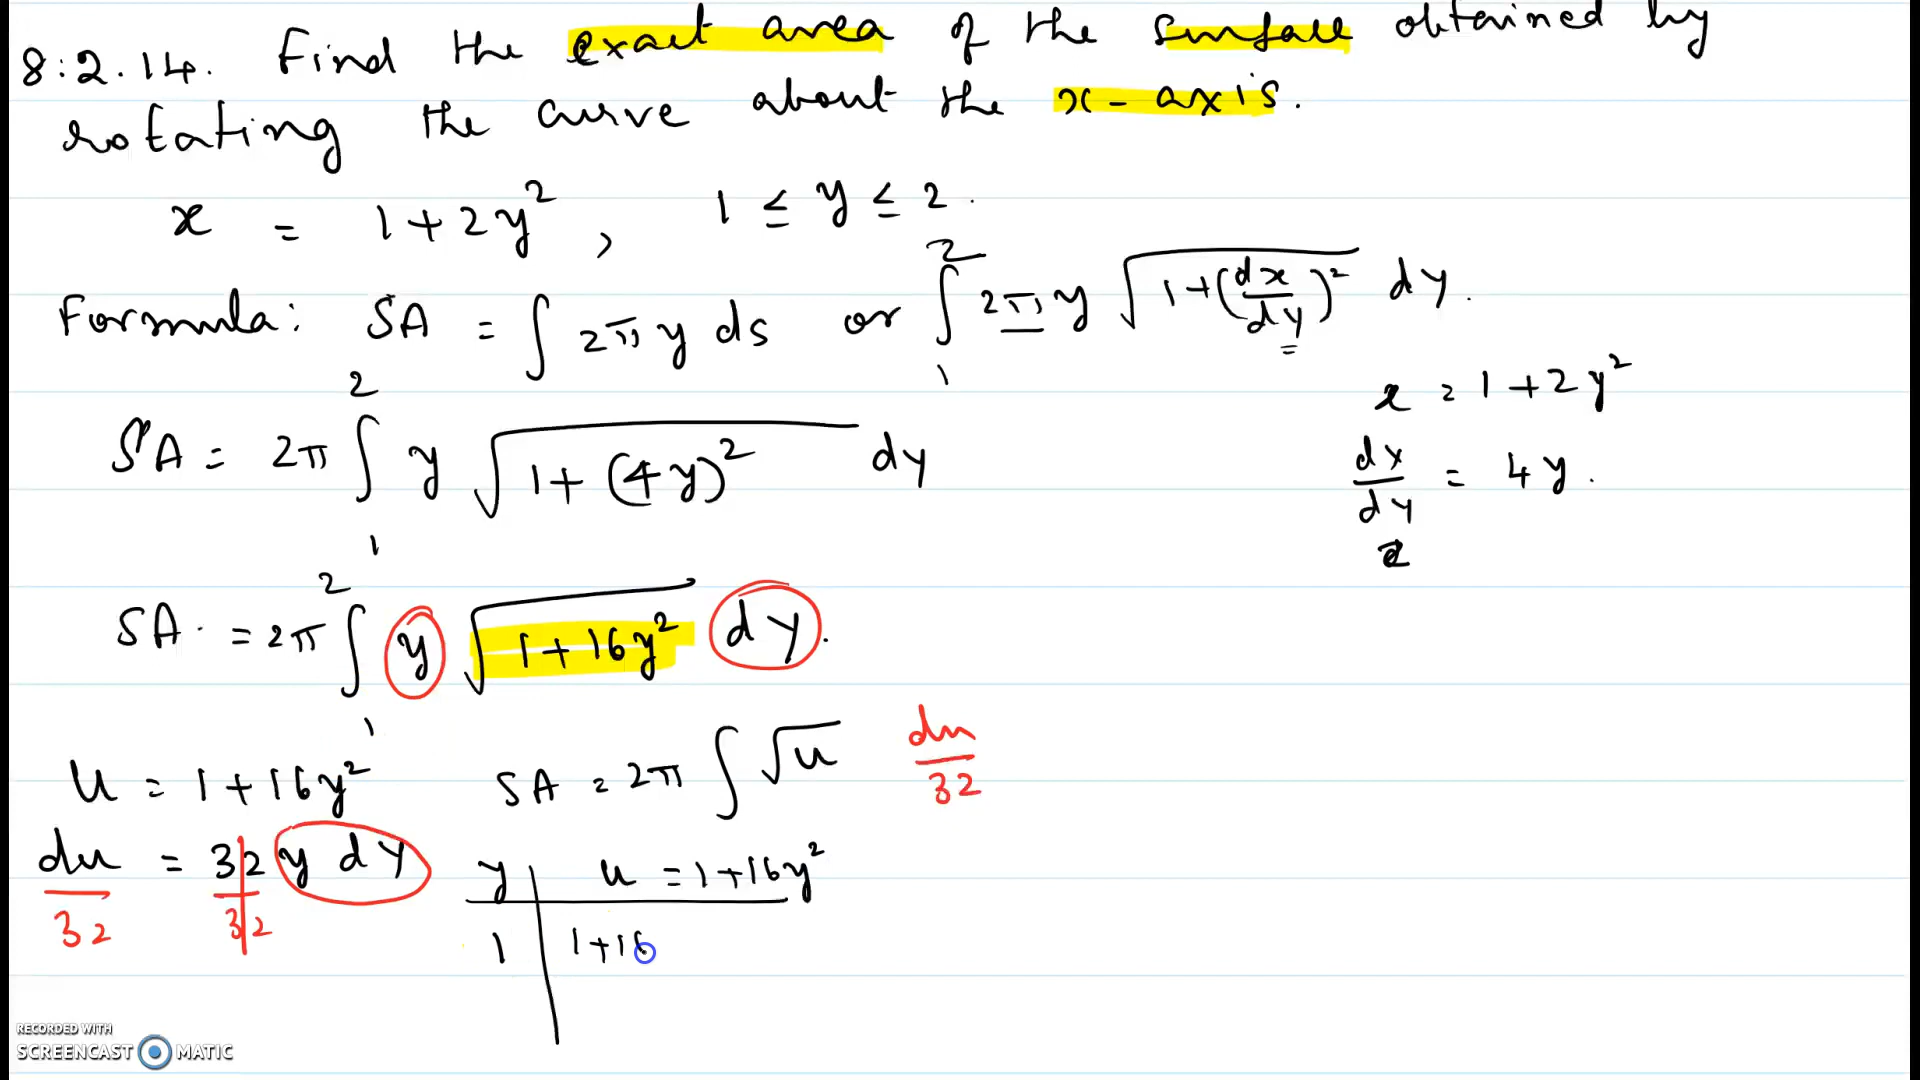 8:2.14. Find the exact area of the surface obtained by
rotating the curve about the x-axis.
x = 1+2y², 1 ≤ y ≤ 2.
Formula: SA = ∫ 2πy ds or ∫₁² 2πy √(1+(dx/dy)²) dy.
x = 1+2y²
SA = 2π ∫₁² y √(1+(4y)²) dy
dx/dy = 4y.
SA. = 2π ∫₁² y √(1+16y²) dy.
u = 1+16y² SA = 2π ∫ √u du/32
du/32 = 32/32 y dy
y | u = 1+16y²
1 | 1+16
RECORDED WITH
SCREENCAST MATIC